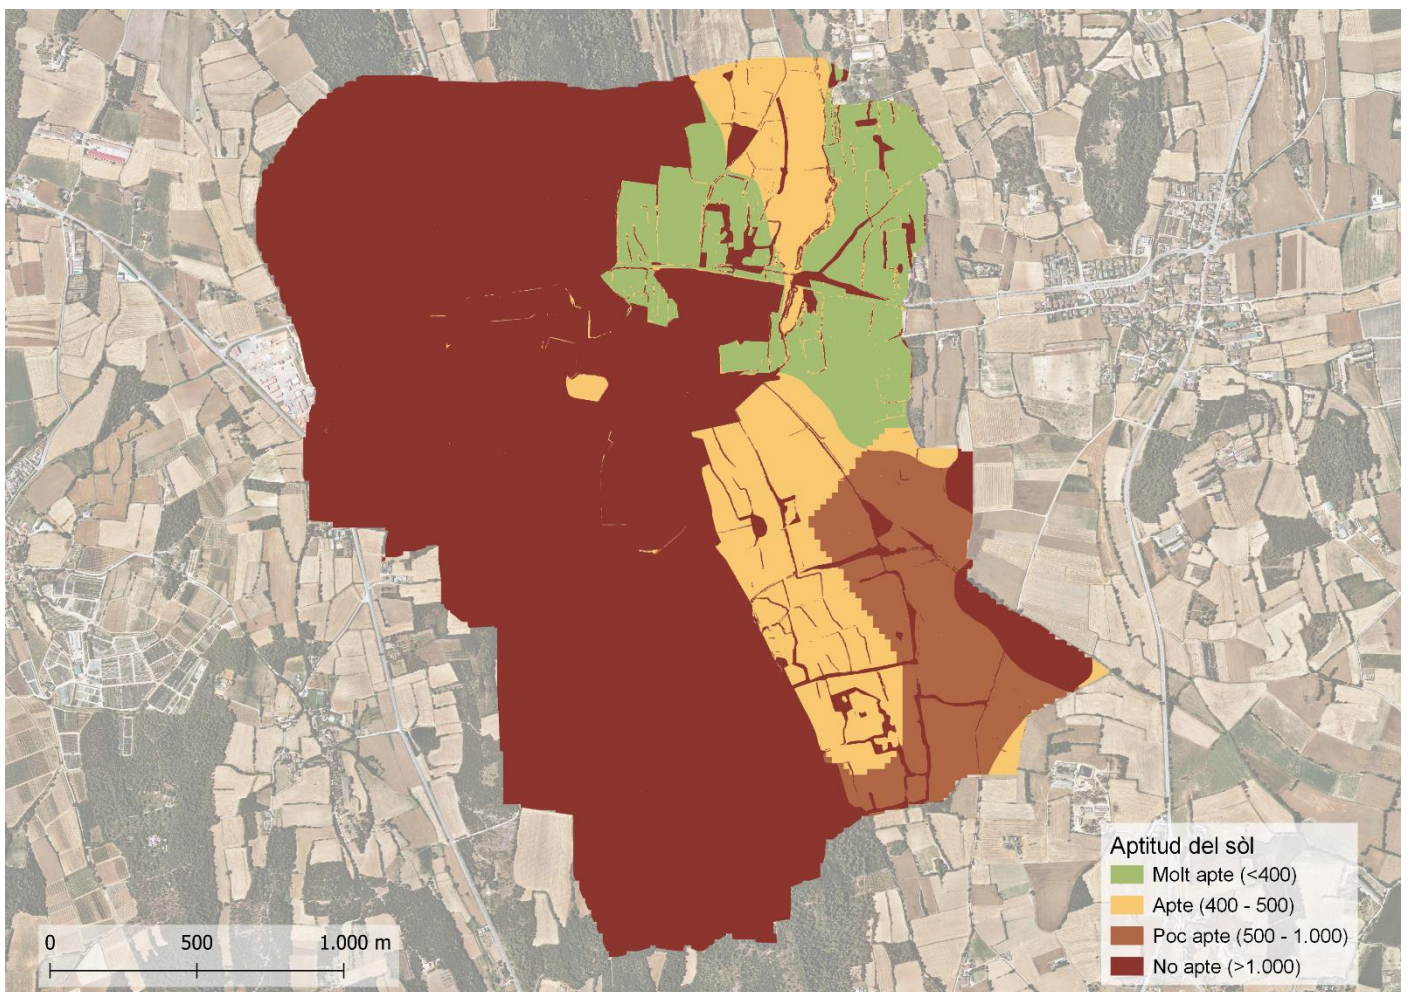 Aptitud del sòl
Molt apte (<400)
Apte (400 - 500)
Poc apte (500 - 1.000)
No apte (>1.000)
0 500 1.000 m